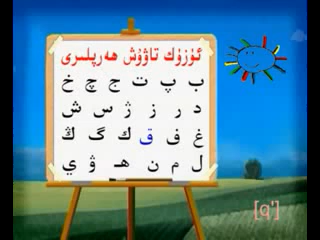 ئۈزۈك تاۋۇش ھەرپلىرى
ب پ ت ج چ خ
د ر ز ژ س ش
غ ف ق ك گ ڭ
ل م ن ھ ۋ ي
[q']